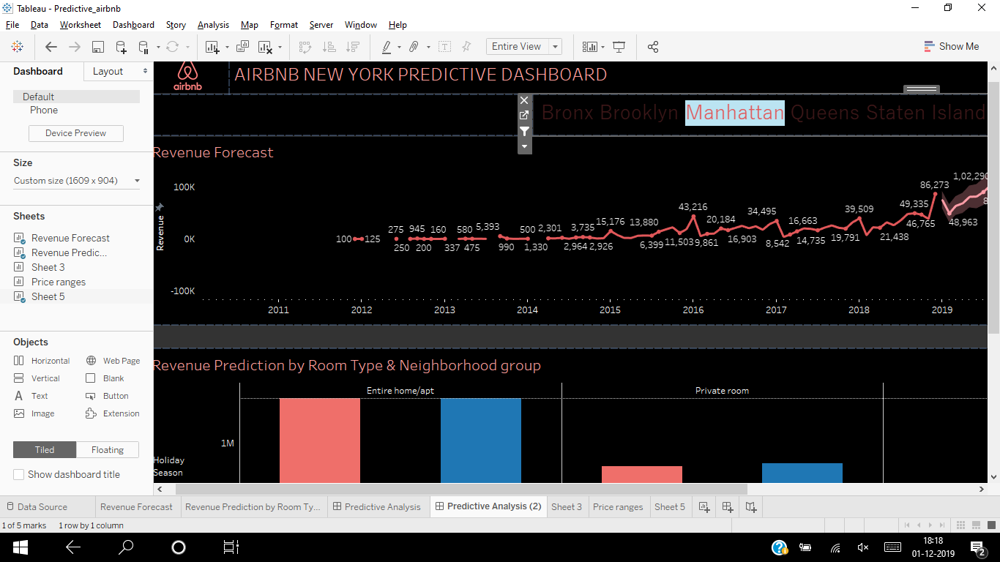 Tableau - Predictive_airbnb
File Data Worksheet Dashboard Story Analysis Map Format Server Window Help
Entire View
Show Me
Dashboard Layout
Default
Phone
Device Preview
Size
Custom size (1609 x 904)
Sheets
Revenue Forecast
Revenue Predic...
Sheet 3
Price ranges
Sheet 5
Objects
Horizontal Web Page
Vertical Blank
Text Button
Image Extension
Tiled Floating
Show dashboard title
airbnb
AIRBNB NEW YORK PREDICTIVE DASHBOARD
Bronx Brooklyn Manhattan Queens Staten Island
Revenue Forecast
Revenue
100K
0K
-100K
100 125 275 250 945 200 160 337 580 475 5,393 990 500 1,330 2,301 2,964 3,735 2,926 15,176 13,880 6,399 11,503 43,216 9,861 20,184 16,903 34,495 8,542 16,663 14,735 39,509 19,791 21,438 49,335 46,765 86,273 48,963 1,02,290
2011 2012 2013 2014 2015 2016 2017 2018 2019
Revenue Prediction by Room Type & Neighborhood group
Entire home/apt Private room
1M
Holiday
Season
Data Source Revenue Forecast Revenue Prediction by Room Ty... Predictive Analysis Predictive Analysis (2) Sheet 3 Price ranges Sheet 5
1 of 5 marks 1 row by 1 column
18:18
01-12-2019
2